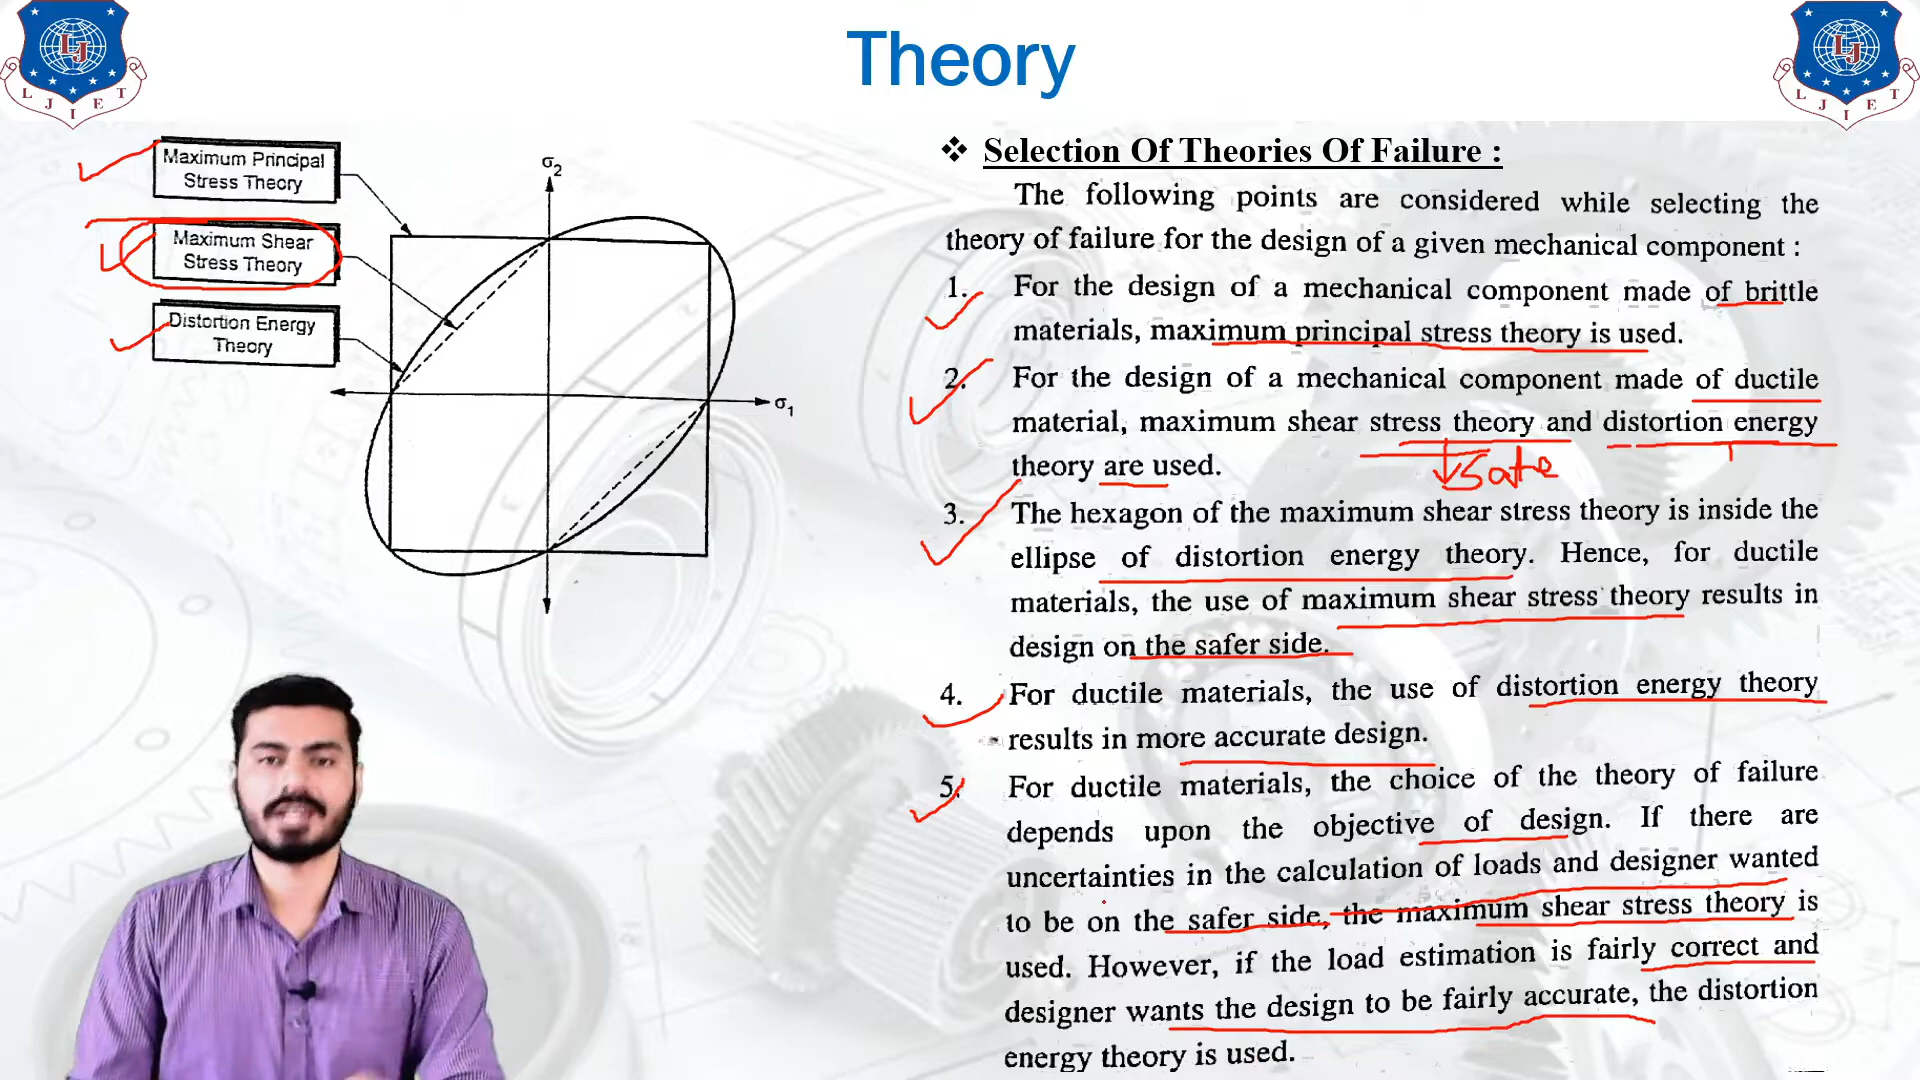 Theory
LJ
L J I E T
LJ
L J I E T
Maximum Principal
Stress Theory
Maximum Shear
Stress Theory
Distortion Energy
Theory
σ2
σ1
❖ Selection Of Theories Of Failure :
The following points are considered while selecting the
theory of failure for the design of a given mechanical component :
1. For the design of a mechanical component made of brittle
materials, maximum principal stress theory is used.
2. For the design of a mechanical component made of ductile
material, maximum shear stress theory and distortion energy
theory are used.
Safe
3. The hexagon of the maximum shear stress theory is inside the
ellipse of distortion energy theory. Hence, for ductile
materials, the use of maximum shear stress theory results in
design on the safer side.
4. For ductile materials, the use of distortion energy theory
results in more accurate design.
5. For ductile materials, the choice of the theory of failure
depends upon the objective of design. If there are
uncertainties in the calculation of loads and designer wanted
to be on the safer side, the maximum shear stress theory is
used. However, if the load estimation is fairly correct and
designer wants the design to be fairly accurate, the distortion
energy theory is used.